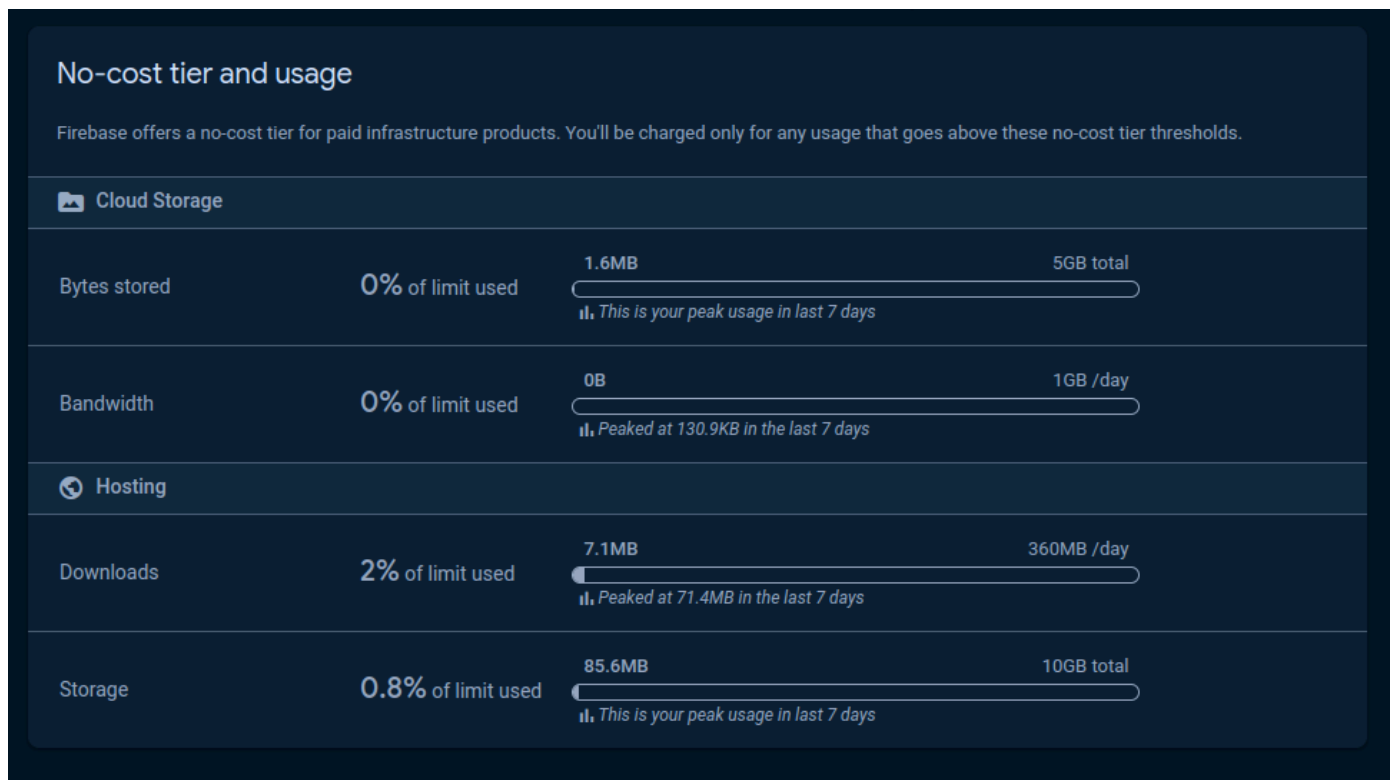 No-cost tier and usage
Firebase offers a no-cost tier for paid infrastructure products. You'll be charged only for any usage that goes above these no-cost tier thresholds.
Cloud Storage
Bytes stored
0% of limit used
1.6MB
5GB total
This is your peak usage in last 7 days
Bandwidth
0% of limit used
0B
1GB /day
Peaked at 130.9KB in the last 7 days
Hosting
Downloads
2% of limit used
7.1MB
360MB /day
Peaked at 71.4MB in the last 7 days
Storage
0.8% of limit used
85.6MB
10GB total
This is your peak usage in last 7 days